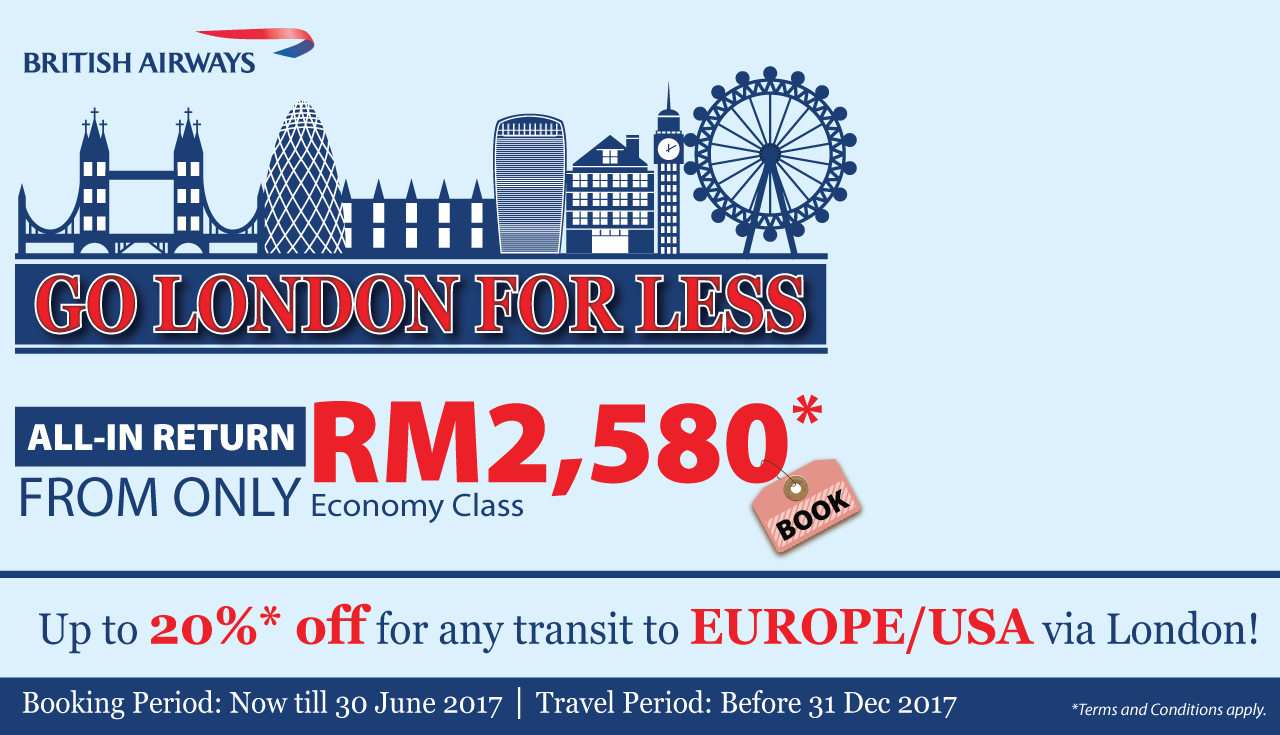 BRITISH AIRWAYS
GO LONDON FOR LESS
ALL-IN RETURN
FROM ONLY
RM2,580*
Economy Class
BOOK
Up to 20%* off for any transit to EUROPE/USA via London!
Booking Period: Now till 30 June 2017 | Travel Period: Before 31 Dec 2017
*Terms and Conditions apply.